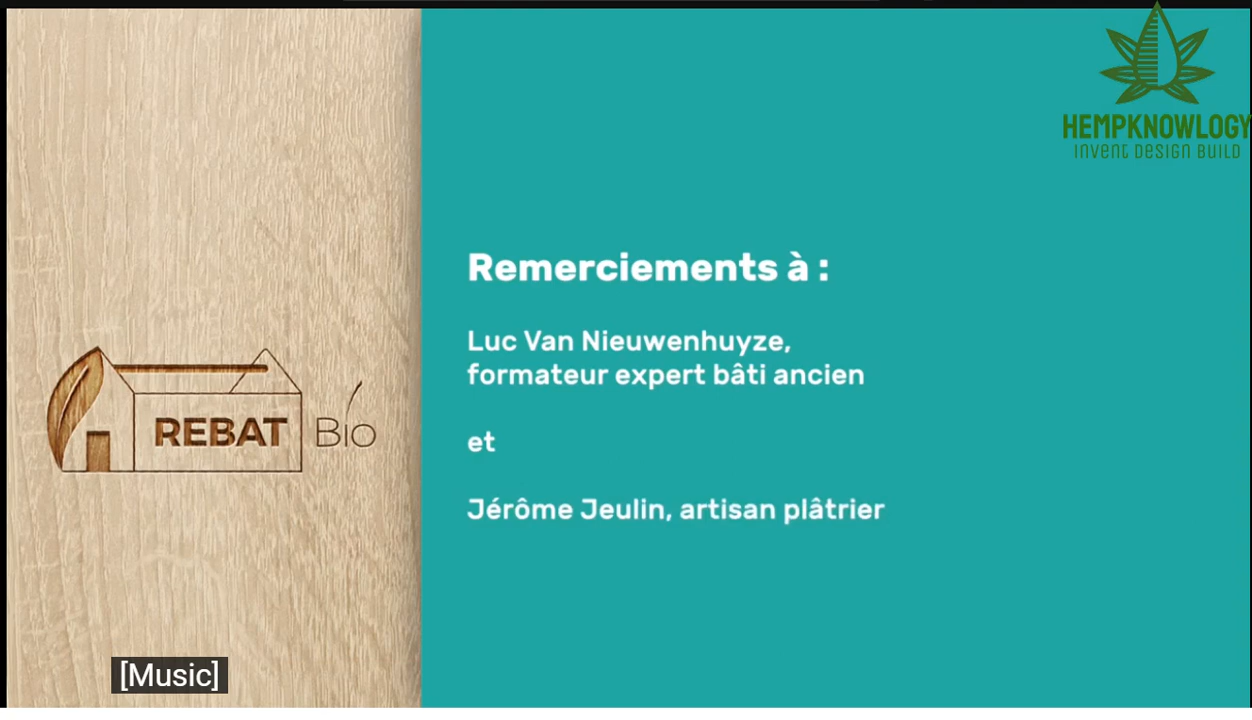 HEMPKNOWLOGY
INVENT DESIGN BUILD
Remerciements à :
Luc Van Nieuwenhuyze,
formateur expert bâti ancien
et
Jérôme Jeulin, artisan plâtrier
REBAT Bio
[Music]